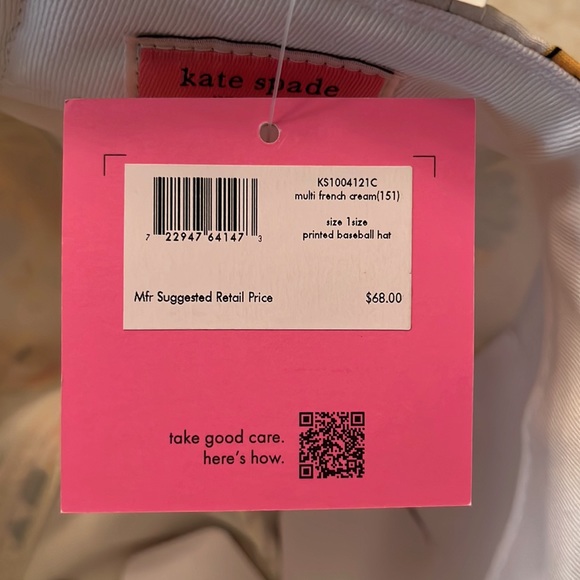 kate spade
KS1004121C
multi french cream(151)
size 1size
printed baseball hat
7 22947 64147 3
Mfr Suggested Retail Price $68.00
take good care.
here's how.